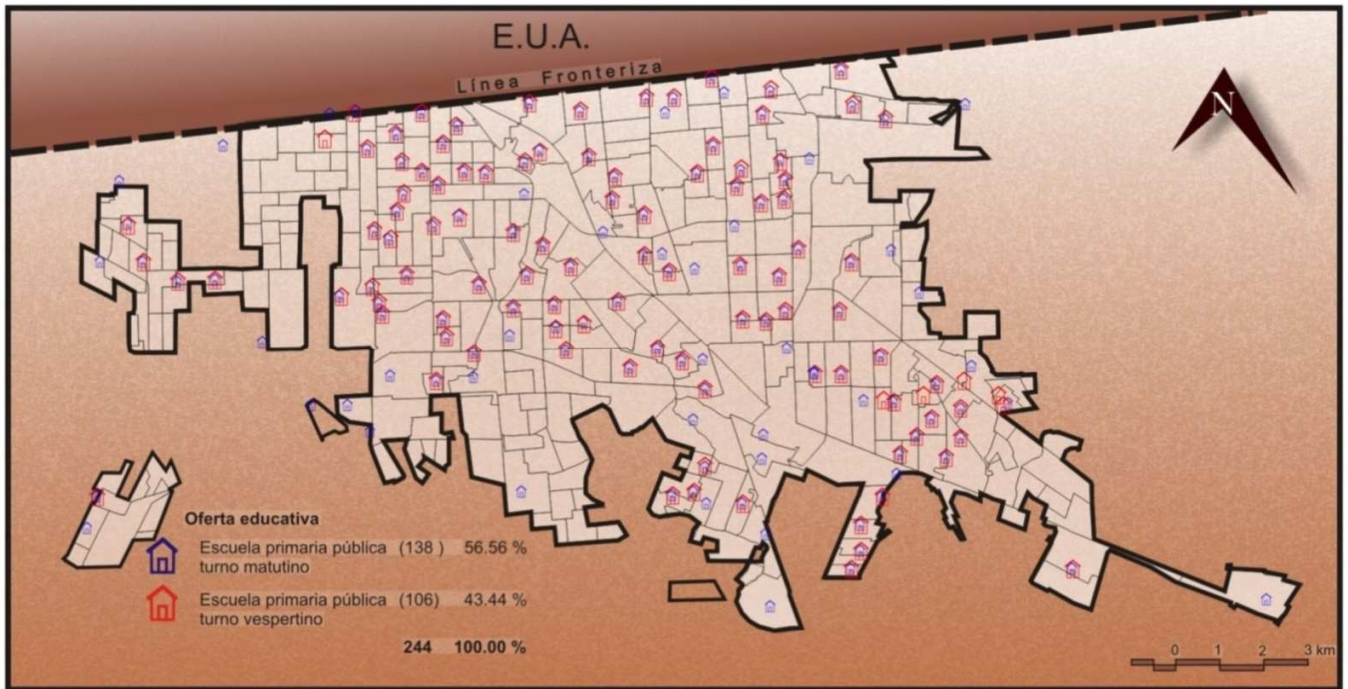 E.U.A.
Línea Fronteriza
N
Oferta educativa
Escuela primaria pública (138 ) 56.56 %
turno matutino
Escuela primaria pública (106) 43.44 %
turno vespertino
244 100.00 %
0 1 2 3 km